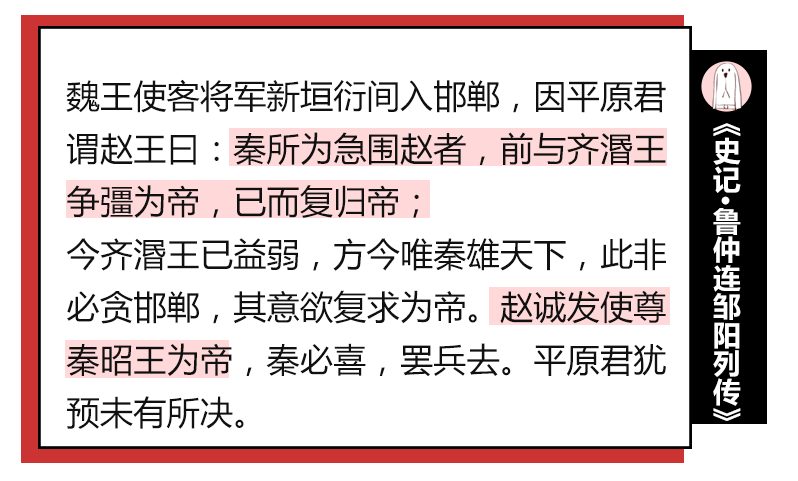 魏王使客将军新垣衍间入邯郸，因平原君
谓赵王曰：秦所为急围赵者，前与齐湣王
争彊为帝，已而复归帝；
今齐湣王已益弱，方今唯秦雄天下，此非
必贪邯郸，其意欲复求为帝。赵诚发使尊
秦昭王为帝，秦必喜，罢兵去。平原君犹
预未有所决。
《史记·鲁仲连邹阳列传》